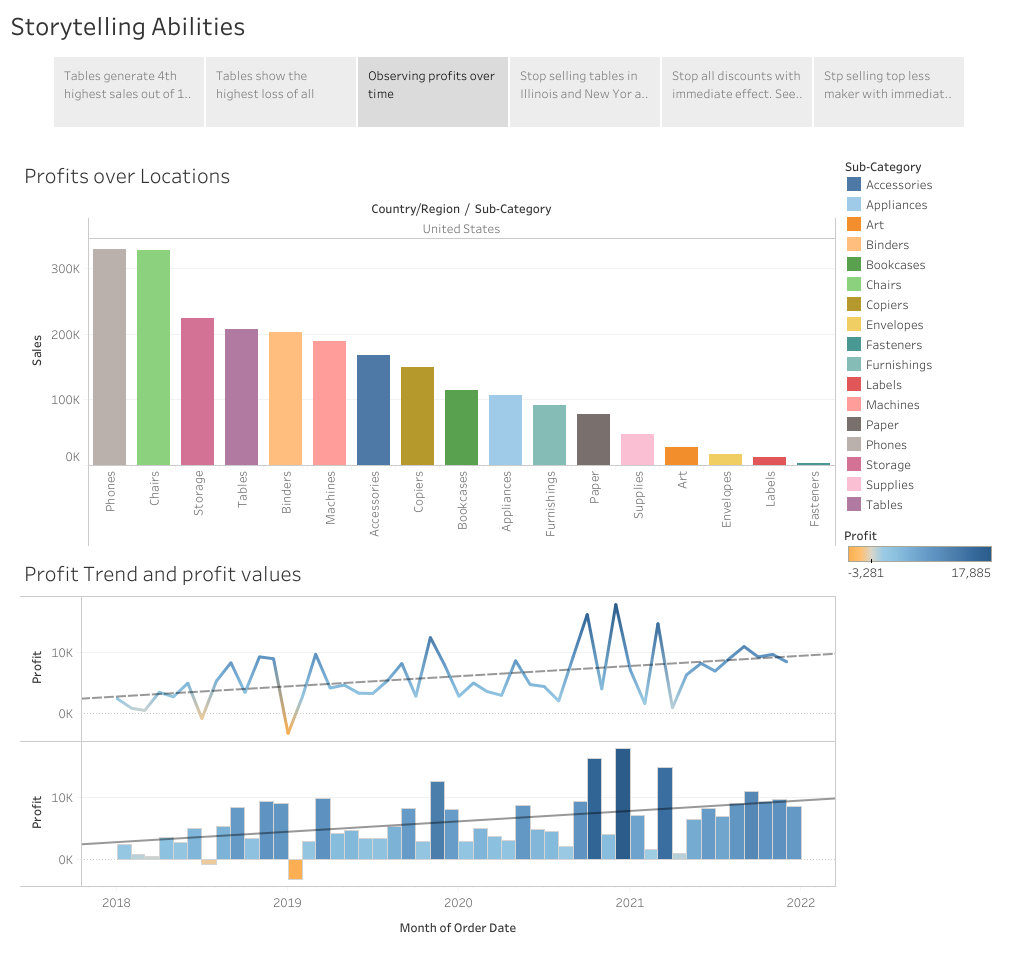 Storytelling Abilities
Tables generate 4th
highest sales out of 1..
Tables show the
highest loss of all
Observing profits over
time
Stop selling tables in
Illinois and New Yor a..
Stop all discounts with
immediate effect. See..
Stp selling top less
maker with immediat..
Profits over Locations
Country/Region / Sub-Category
United States
Sales
300K
200K
100K
0K
Phones
Chairs
Storage
Tables
Binders
Machines
Accessories
Copiers
Bookcases
Appliances
Furnishings
Paper
Supplies
Art
Envelopes
Labels
Fasteners
Sub-Category
Accessories
Appliances
Art
Binders
Bookcases
Chairs
Copiers
Envelopes
Fasteners
Furnishings
Labels
Machines
Paper
Phones
Storage
Supplies
Tables
Profit
-3,281 17,885
Profit Trend and profit values
Profit
10K
0K
Profit
10K
0K
2018 2019 2020 2021 2022
Month of Order Date